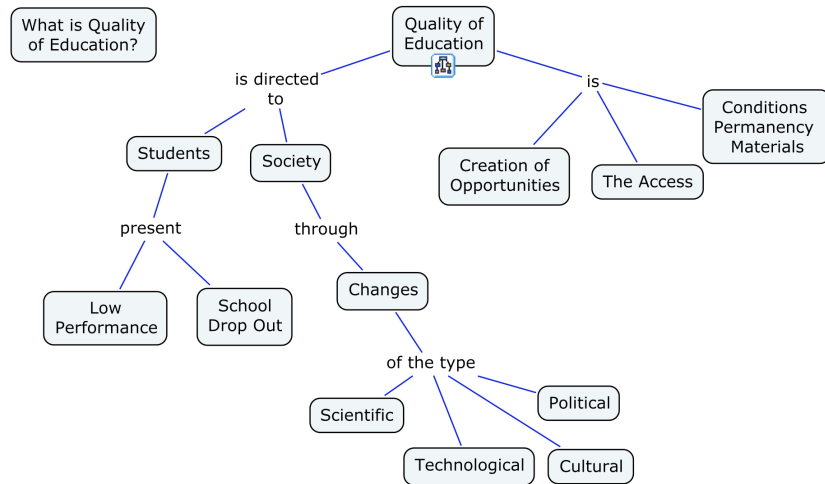 What is Quality
of Education?
Quality of
Education
is directed
to
is
Conditions
Permanency
Materials
Students
Society
Creation of
Opportunities
The Access
present
through
Low
Performance
School
Drop Out
Changes
of the type
Scientific
Political
Technological
Cultural